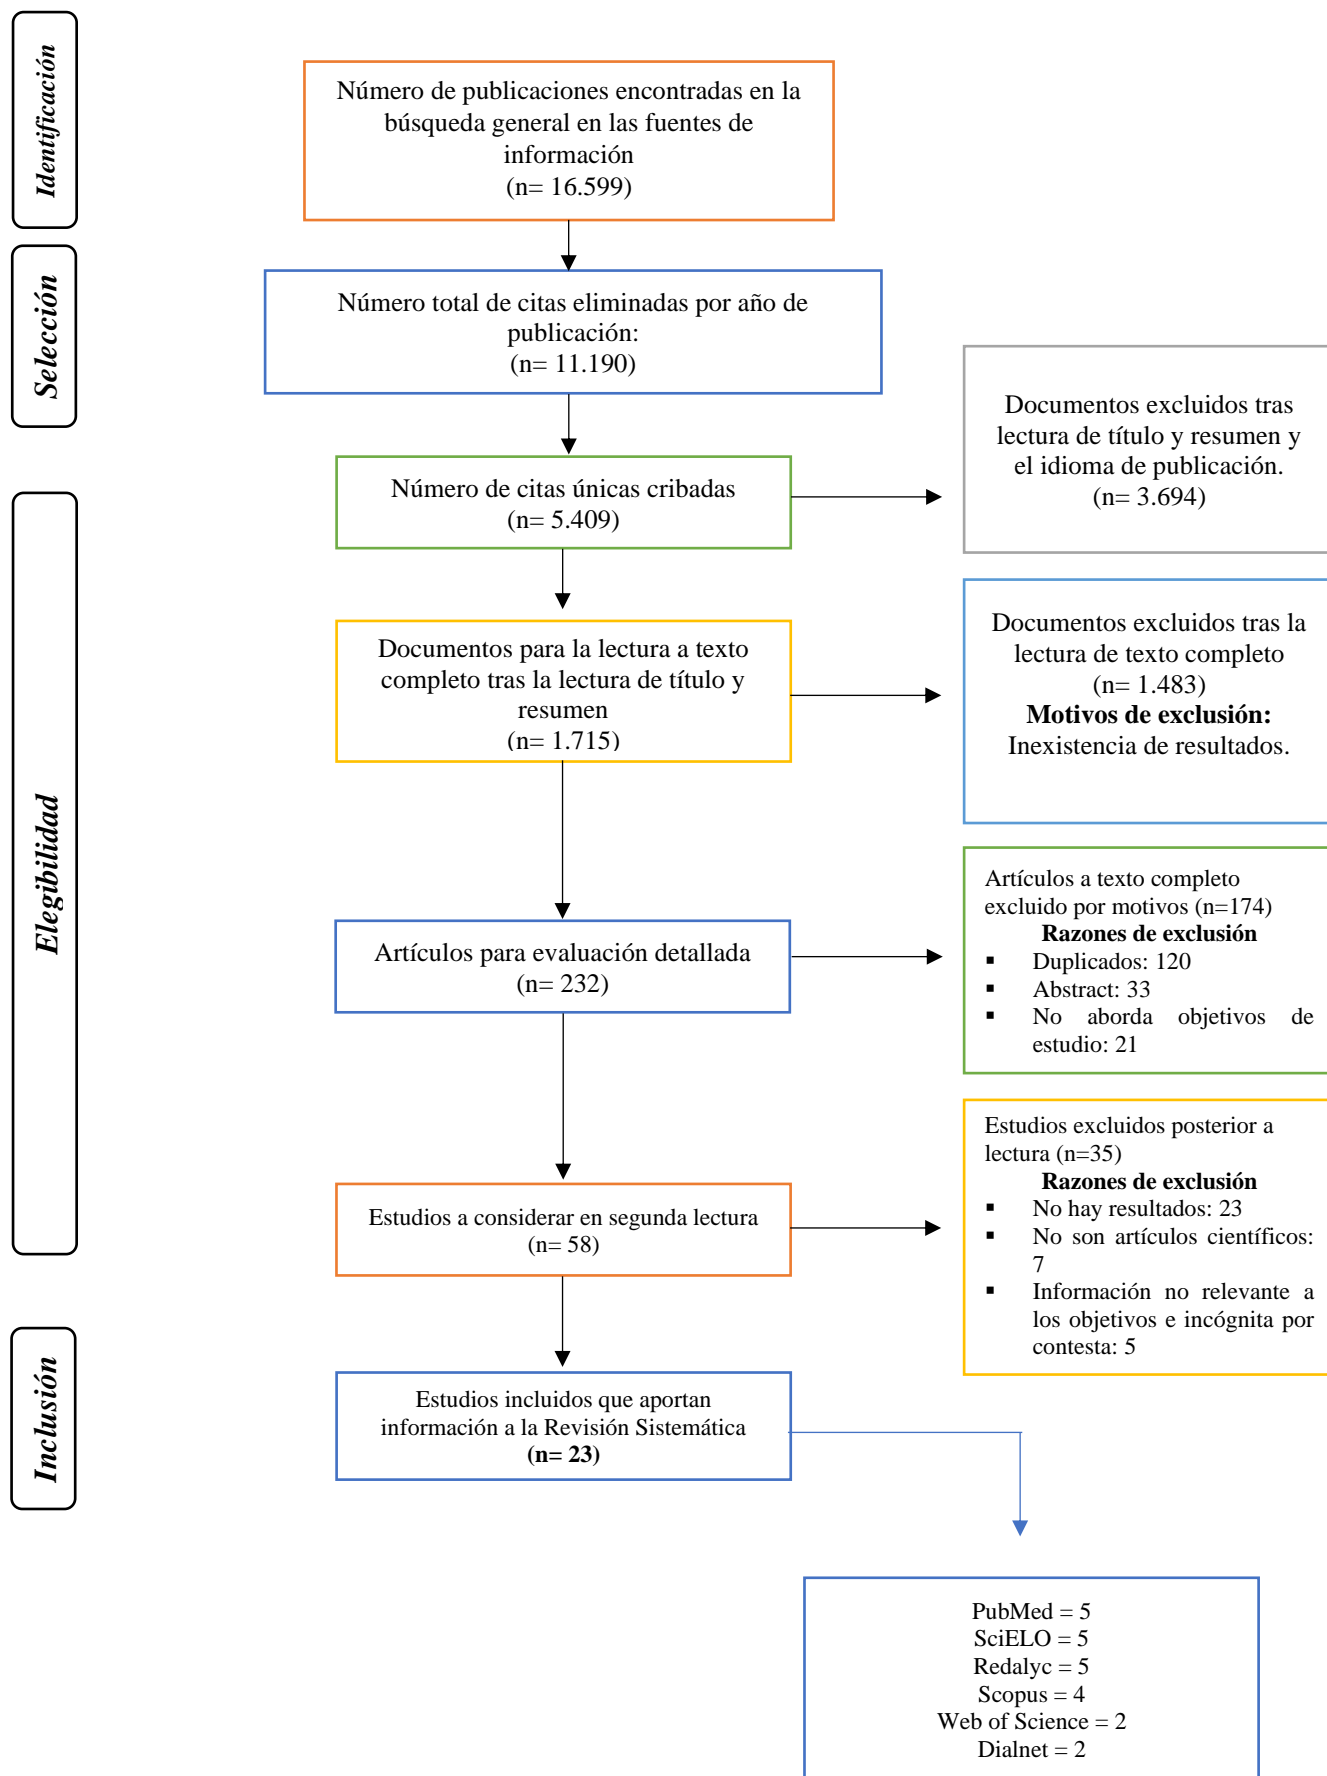 Identificación
Número de publicaciones encontradas en la
búsqueda general en las fuentes de
información
(n= 16.599)
Selección
Número total de citas eliminadas por año de
publicación:
(n= 11.190)
Documentos excluidos tras
lectura de título y resumen y
el idioma de publicación.
(n= 3.694)
Elegibilidad
Número de citas únicas cribadas
(n= 5.409)
Documentos para la lectura a texto
completo tras la lectura de título y
resumen
(n= 1.715)
Documentos excluidos tras la
lectura de texto completo
(n= 1.483)
Motivos de exclusión:
Inexistencia de resultados.
Artículos para evaluación detallada
(n= 232)
Artículos a texto completo
excluido por motivos (n=174)
Razones de exclusión
▪ Duplicados: 120
▪ Abstract: 33
▪ No aborda objetivos de
estudio: 21
Estudios a considerar en segunda lectura
(n= 58)
Estudios excluidos posterior a
lectura (n=35)
Razones de exclusión
▪ No hay resultados: 23
▪ No son artículos científicos:
7
▪ Información no relevante a
los objetivos e incógnita por
contesta: 5
Inclusión
Estudios incluidos que aportan
información a la Revisión Sistemática
(n= 23)
PubMed = 5
SciELO = 5
Redalyc = 5
Scopus = 4
Web of Science = 2
Dialnet = 2